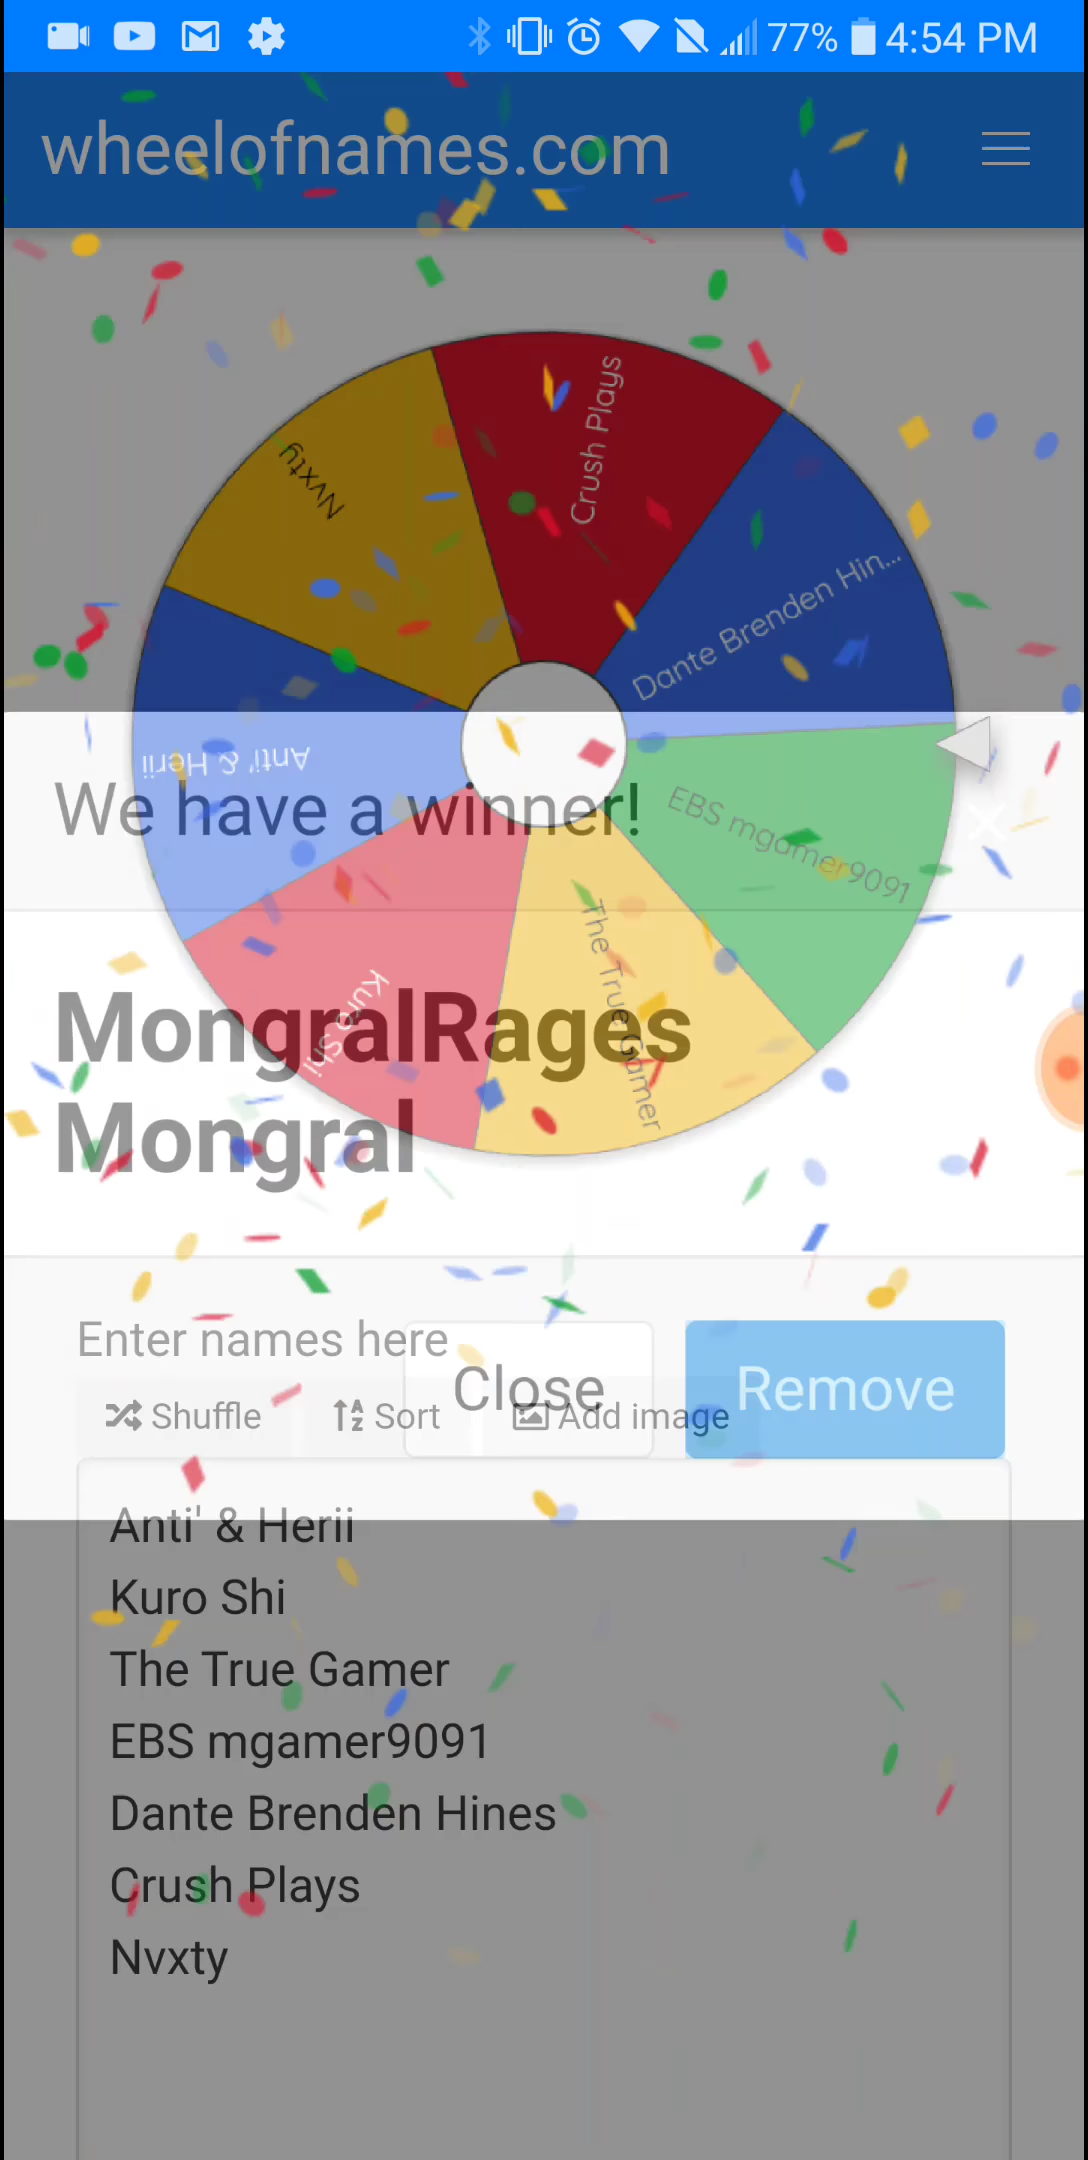 77% 4:54 PM
wheelofnames.com
Crush Plays
Nvxty
Dante Brenden Hin...
Anti' & Herii
We have a winner!
EBS mgamer9091
The True Gamer
Kuro Shi
MongralRages
Mongral
Enter names here
Close
Remove
Shuffle
Sort
Add image
Anti' & Herii
Kuro Shi
The True Gamer
EBS mgamer9091
Dante Brenden Hines
Crush Plays
Nvxty